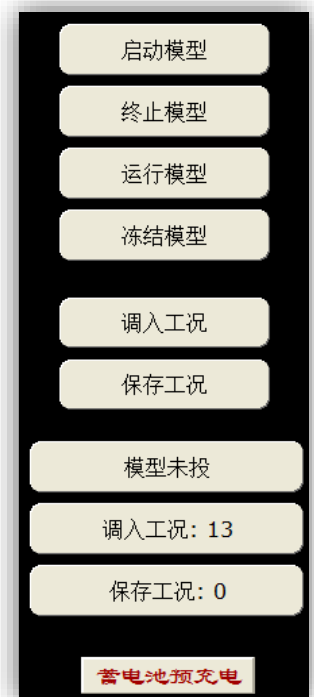 启动模型
终止模型
运行模型
冻结模型
调入工况
保存工况
模型未投
调入工况: 13
保存工况: 0
蓄电池预充电